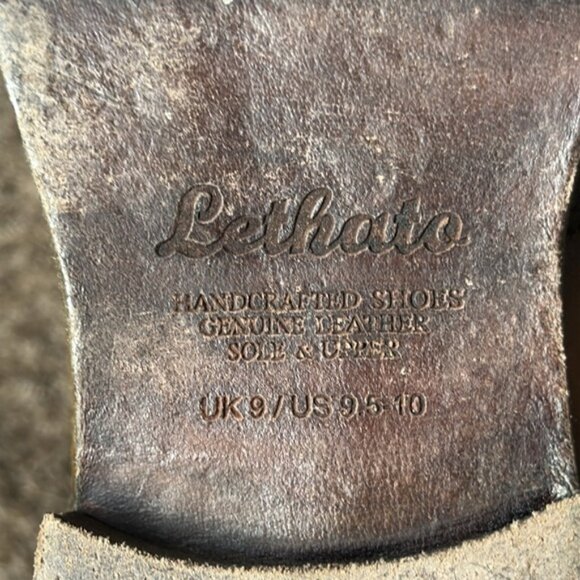 Lethato
HANDCRAFTED SHOES
GENUINE LEATHER
SOLE & UPPER
UK 9 / US 9.5-10